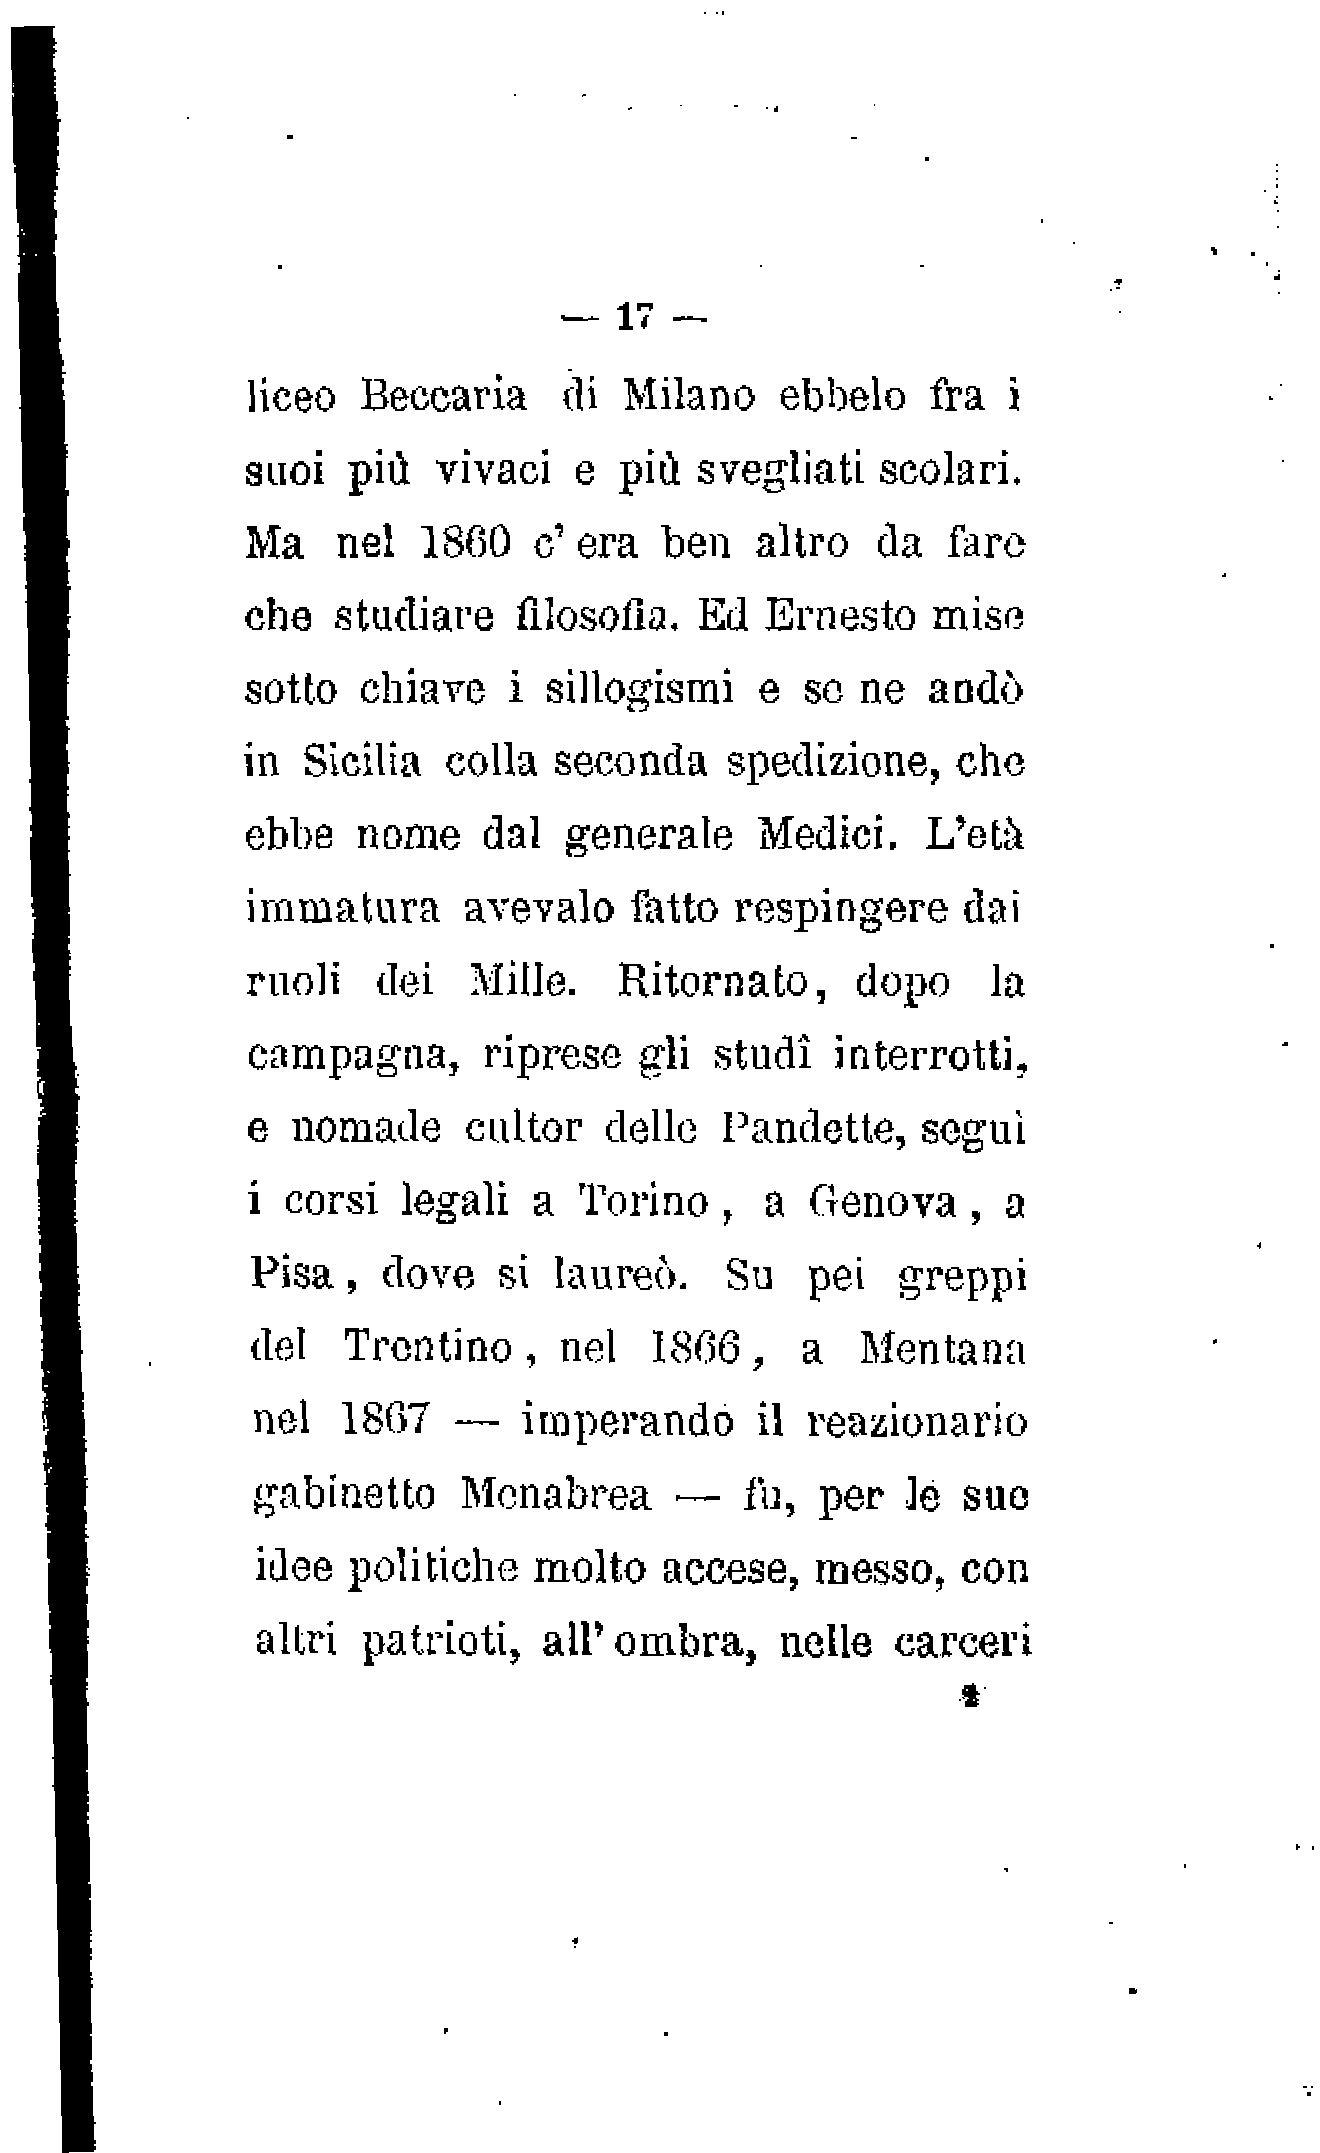 — 17 —
liceo Beccaria di Milano ebbelo fra i
suoi più vivaci e più svegliati scolari.
Ma nel 1860 c' era ben altro da fare
che studiare filosofia. Ed Ernesto mise
sotto chiave i sillogismi e se ne andò
in Sicilia colla seconda spedizione, che
ebbe nome dal generale Medici. L'età
immatura avevalo fatto respingere dai
ruoli dei Mille. Ritornato, dopo la
campagna, riprese gli studî interrotti,
e nomade cultor delle Pandette, seguì
i corsi legali a Torino, a Genova, a
Pisa, dove si laureò. Su pei greppi
del Trentino, nel 1866, a Mentana
nel 1867 — imperando il reazionario
gabinetto Menabrea — fu, per le sue
idee politiche molto accese, messo, con
altri patrioti, all' ombra, nelle carceri
2